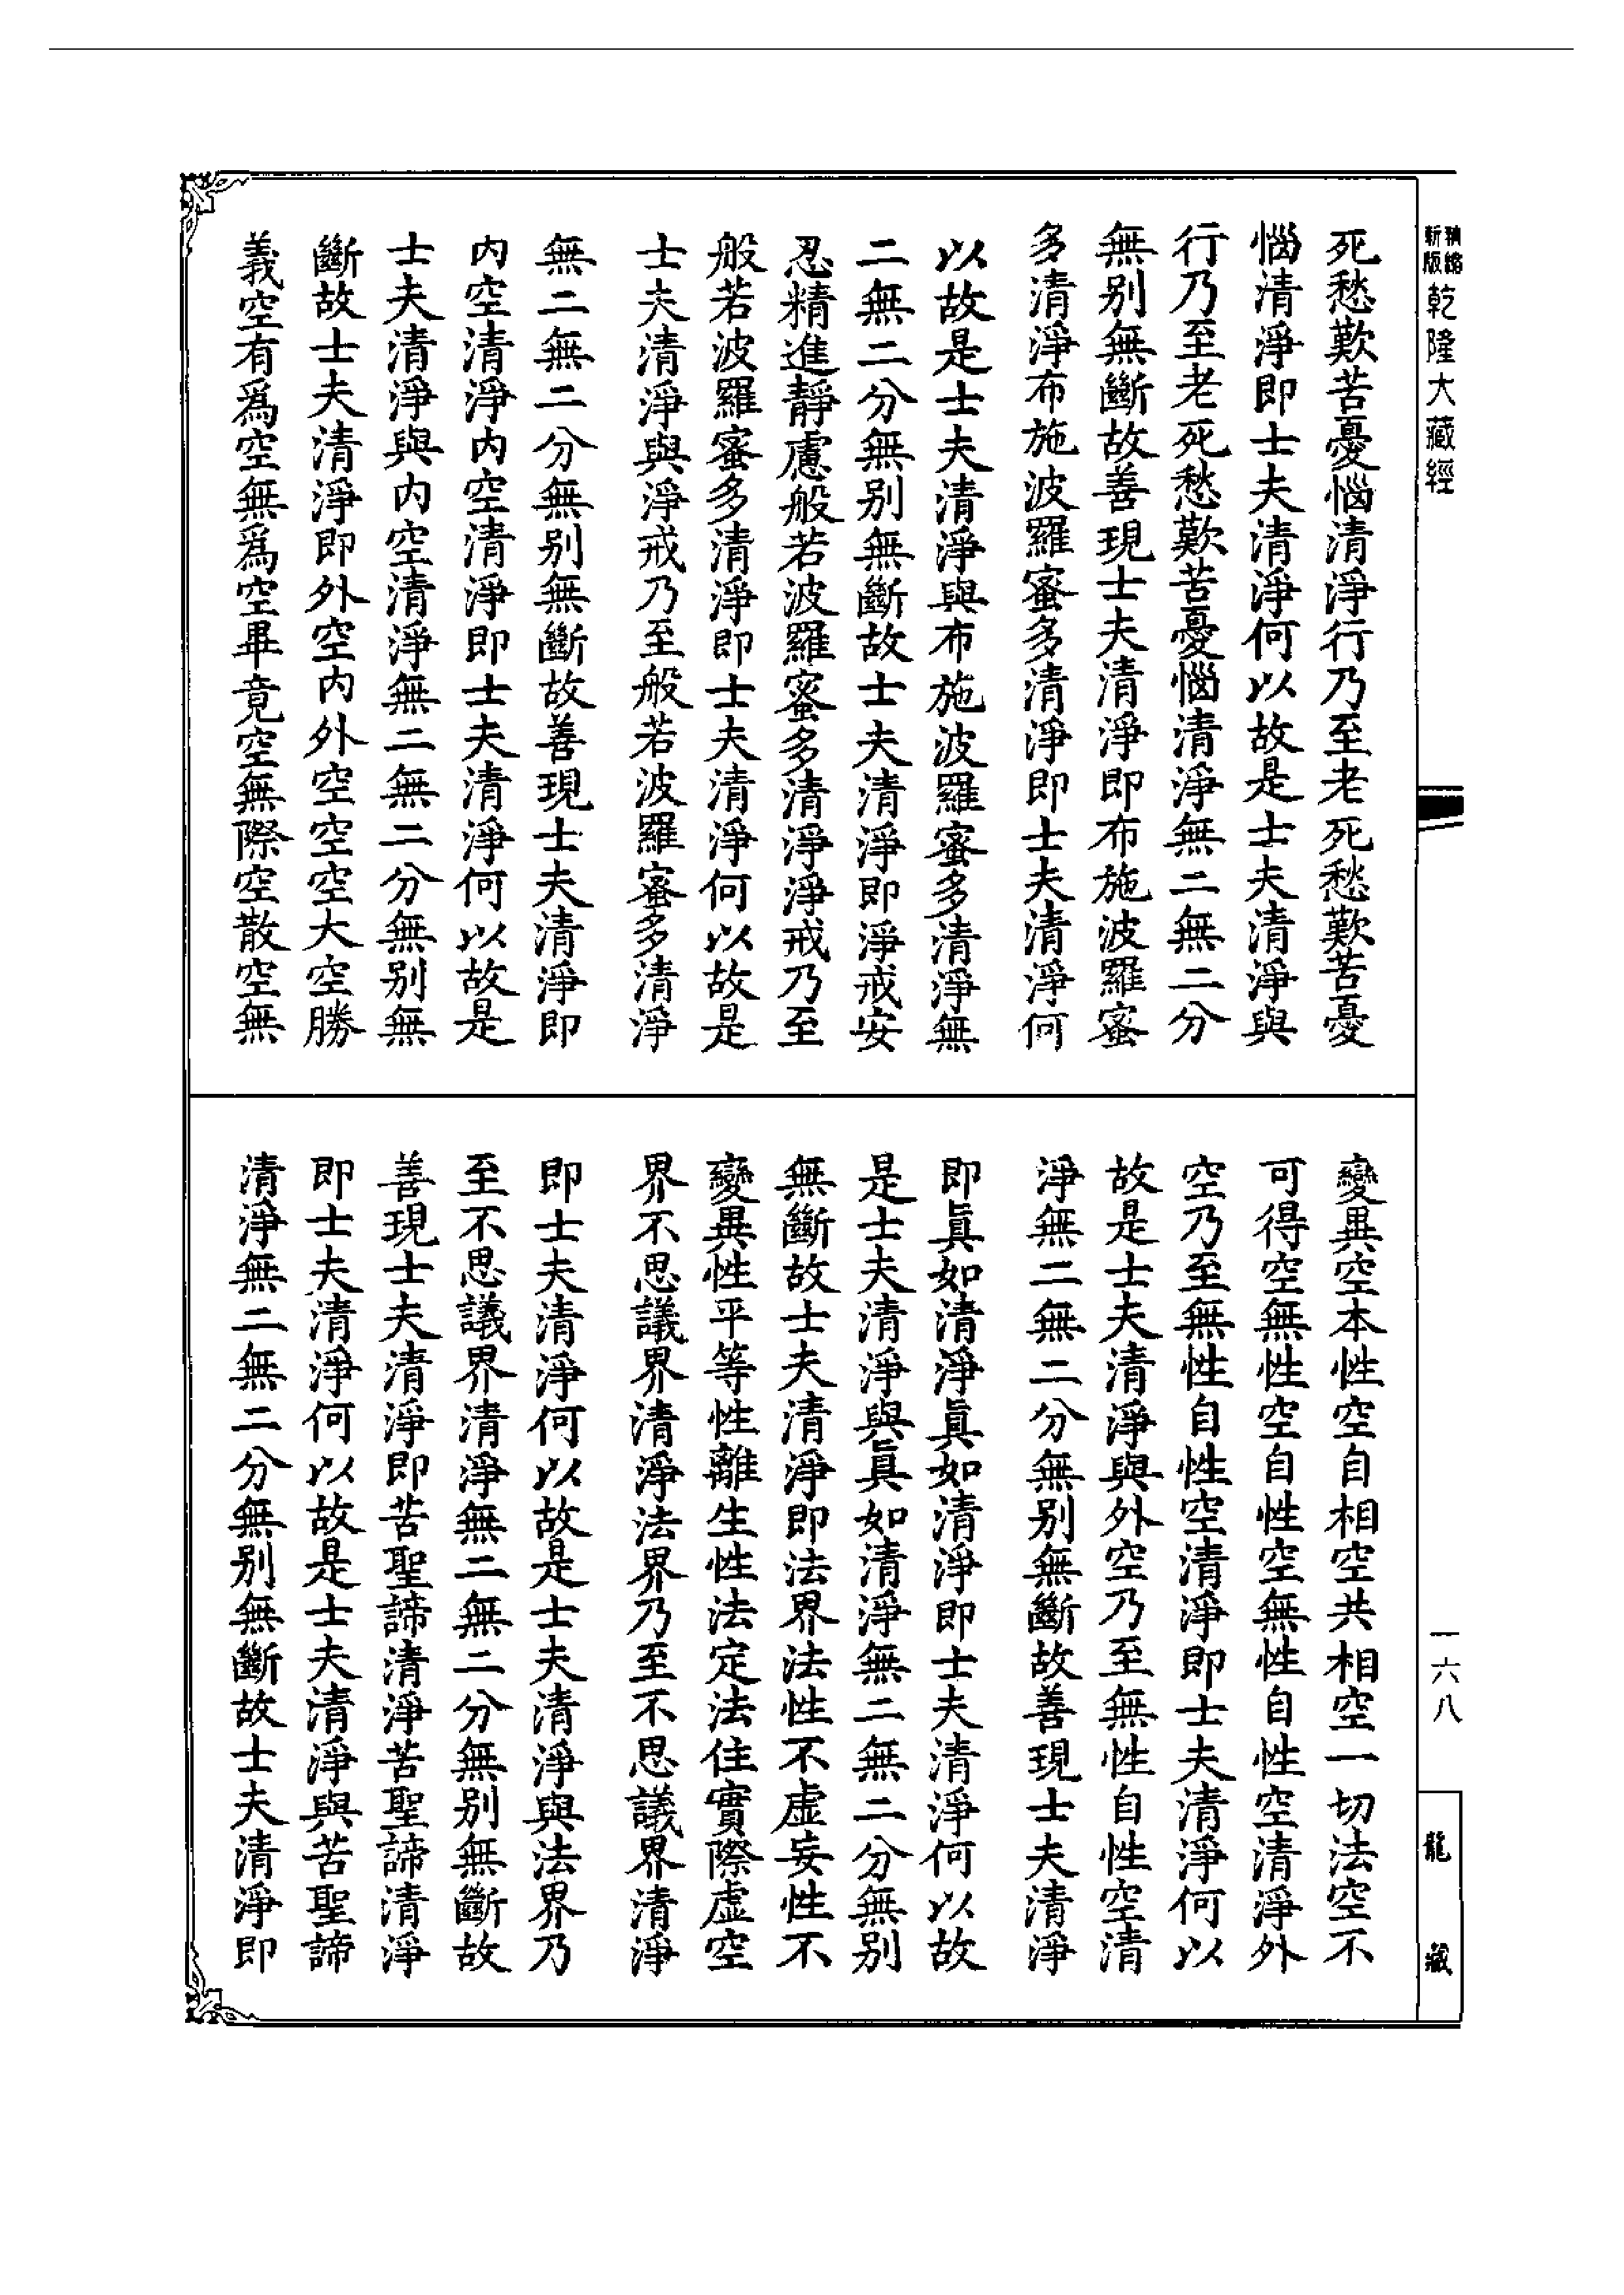 新版
乾隆大藏經
死愁歎苦憂惱清淨行乃至老死愁歎苦憂
惱清淨即士夫清淨何以故是士夫清淨與
行乃至老死愁歎苦憂惱清淨無二無二分
無別無斷故善現士夫清淨即布施波羅蜜
多清淨布施波羅蜜多清淨即士夫清淨何
以故是士夫清淨與布施波羅蜜多清淨無
二無二分無別無斷故士夫清淨即淨戒安
忍精進靜慮般若波羅蜜多清淨淨戒乃至
般若波羅蜜多清淨即士夫清淨何以故是
士夫清淨與淨戒乃至般若波羅蜜多清淨
無二無二分無別無斷故善現士夫清淨即
內空清淨內空清淨即士夫清淨何以故是
士夫清淨與內空清淨無二無二分無別無
斷故士夫清淨即外空內外空空空大空勝
義空有為空無為空畢竟空無際空散空無
變異空本性空自相空共相空一切法空不
可得空無性空自性空無性自性空清淨外
空乃至無性自性空清淨即士夫清淨何以
故是士夫清淨與外空乃至無性自性空清
淨無二無二分無別無斷故善現士夫清淨
即真如清淨真如清淨即士夫清淨何以故
是士夫清淨與真如清淨無二無二分無別
無斷故士夫清淨即法界法性不虛妄性不
變異性平等性離生性法定法住實際虛空
界不思議界清淨法界乃至不思議界清淨
即士夫清淨何以故是士夫清淨與法界乃
至不思議界清淨無二無二分無別無斷故
善現士夫清淨即苦聖諦清淨苦聖諦清淨
即士夫清淨何以故是士夫清淨與苦聖諦
清淨無二無二分無別無斷故士夫清淨即
一六八
龍藏